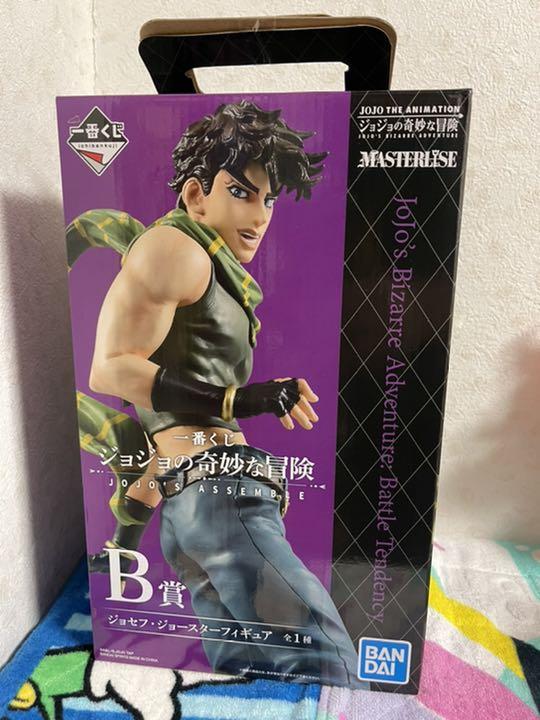 一番くじ
ichibankuji
JOJO THE ANIMATION
ジョジョの奇妙な冒険
JOJO'S BIZARRE ADVENTURE
MASTERLISE
JoJo's Bizarre Adventure: Battle Tendency
一番くじ
ジョジョの奇妙な冒険
JOJO'S ASSEMBLE
B賞
ジョセフ・ジョースターフィギュア 全1種
BANDAI SPIRITS MADE IN CHINA
BAN
DAI